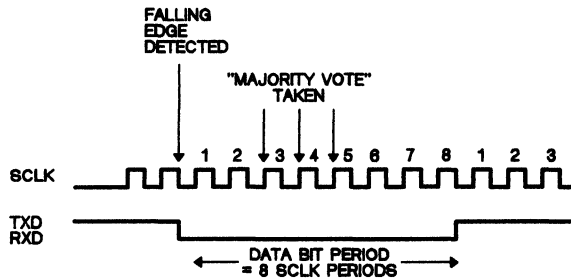 FALLING
EDGE
DETECTED
"MAJORITY VOTE"
TAKEN
1 2 3 4 5 6 7 8 1 2 3
SCLK
TXD
RXD
DATA BIT PERIOD
= 8 SCLK PERIODS